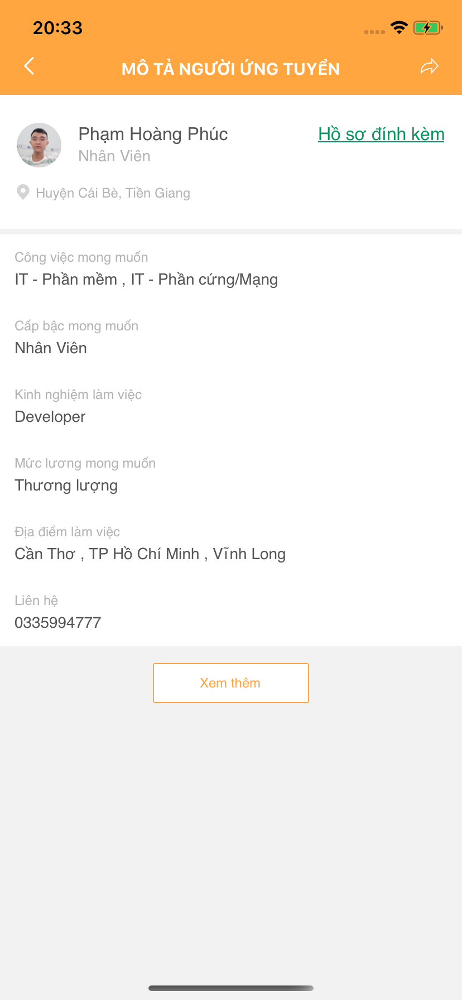 20:33
MÔ TẢ NGƯỜI ỨNG TUYỂN
Phạm Hoàng Phúc
Hồ sơ đính kèm
Nhân Viên
Huyện Cái Bè, Tiền Giang
Công việc mong muốn
IT - Phần mềm , IT - Phần cứng/Mạng
Cấp bậc mong muốn
Nhân Viên
Kinh nghiệm làm việc
Developer
Mức lương mong muốn
Thương lượng
Địa điểm làm việc
Cần Thơ , TP Hồ Chí Minh , Vĩnh Long
Liên hệ
0335994777
Xem thêm